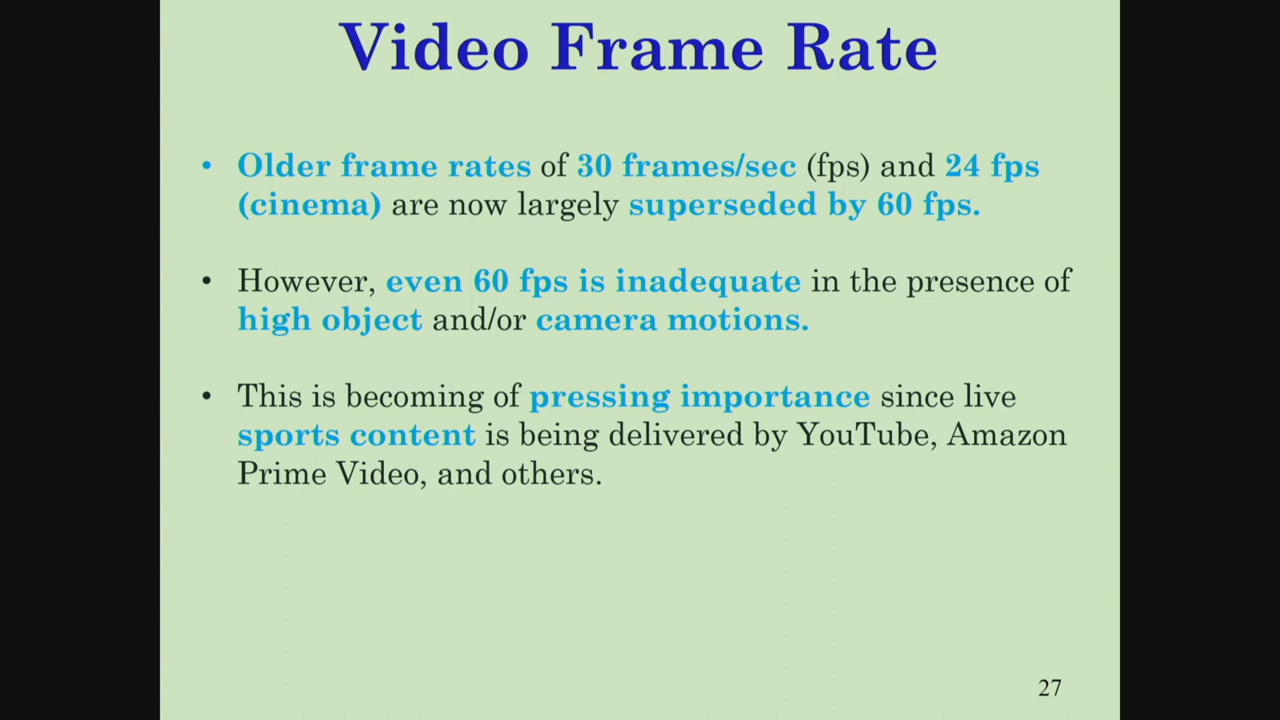 Video Frame Rate
• Older frame rates of 30 frames/sec (fps) and 24 fps
(cinema) are now largely superseded by 60 fps.
• However, even 60 fps is inadequate in the presence of
high object and/or camera motions.
• This is becoming of pressing importance since live
sports content is being delivered by YouTube, Amazon
Prime Video, and others.
27